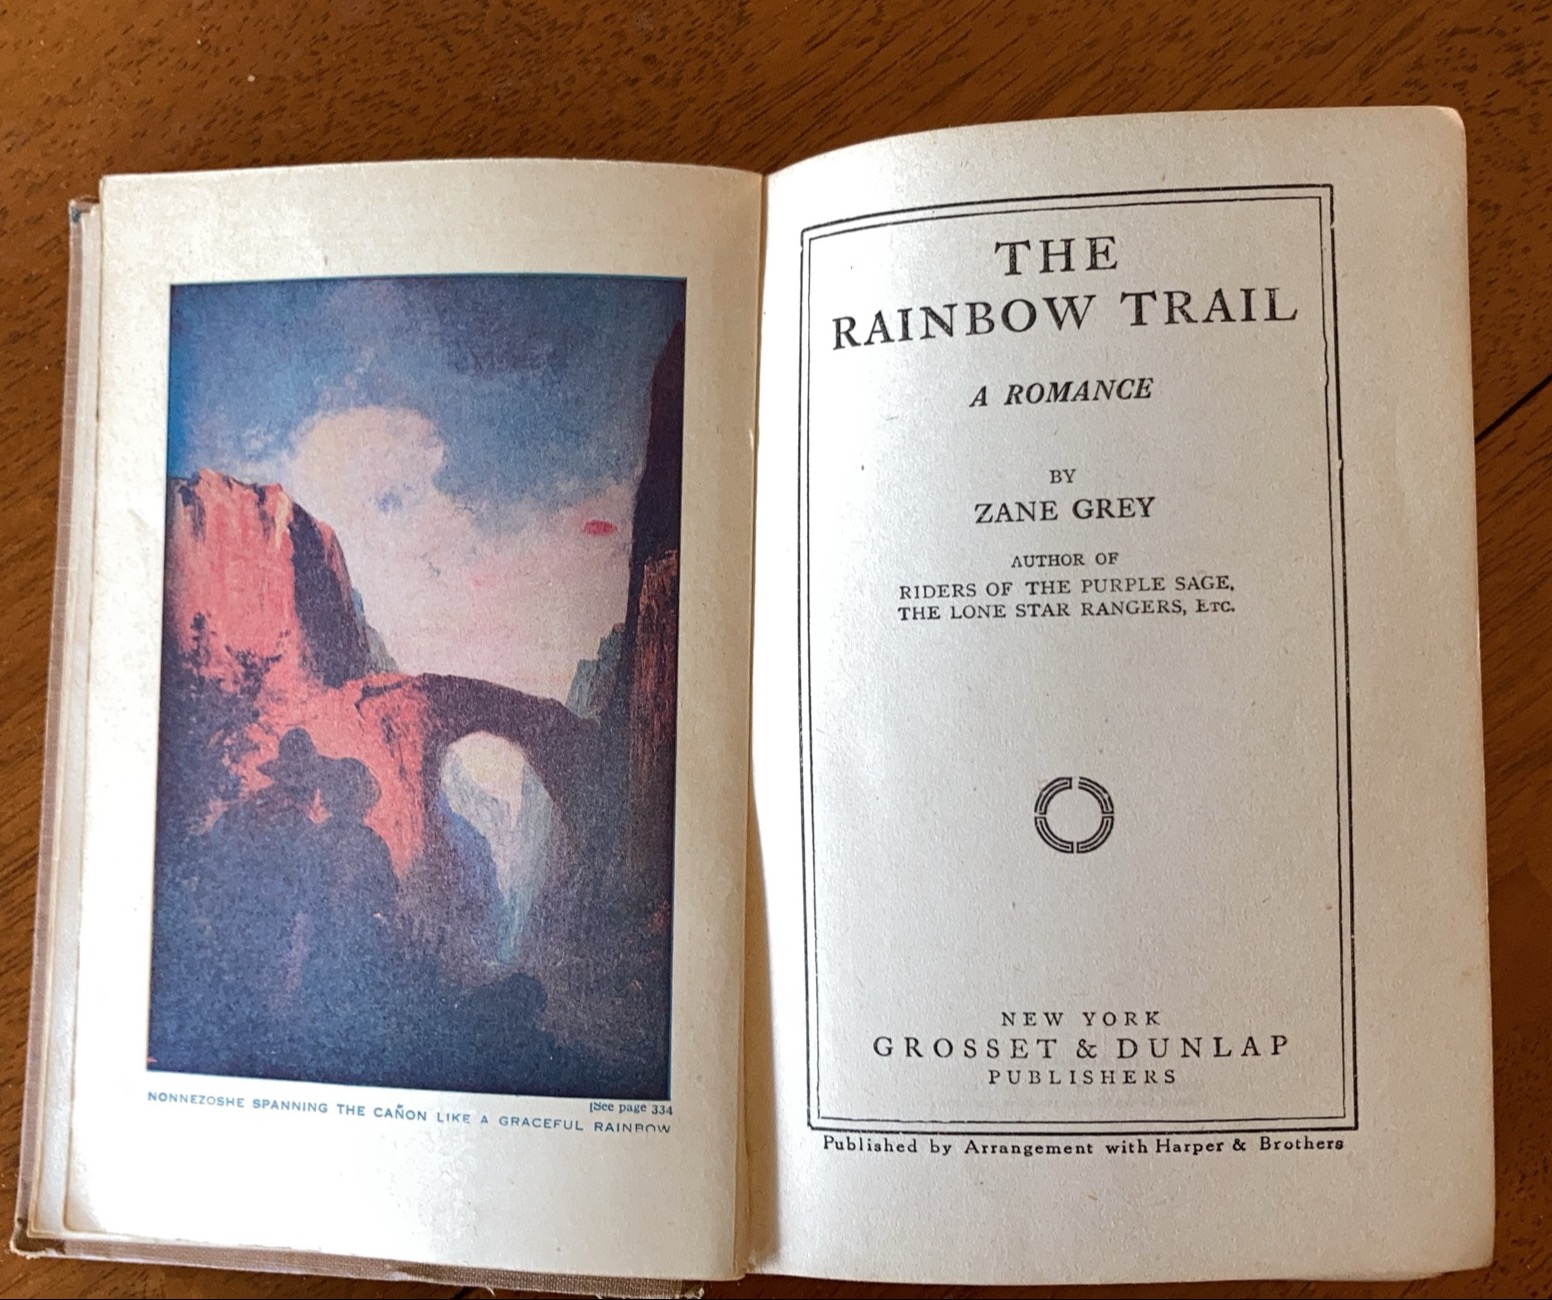 [See page 334
NONNEZOSHE SPANNING THE CAÑON LIKE A GRACEFUL RAINBOW
THE
RAINBOW TRAIL
A ROMANCE
BY
ZANE GREY
AUTHOR OF
RIDERS OF THE PURPLE SAGE,
THE LONE STAR RANGERS, ETC.
NEW YORK
GROSSET & DUNLAP
PUBLISHERS
Published by Arrangement with Harper & Brothers